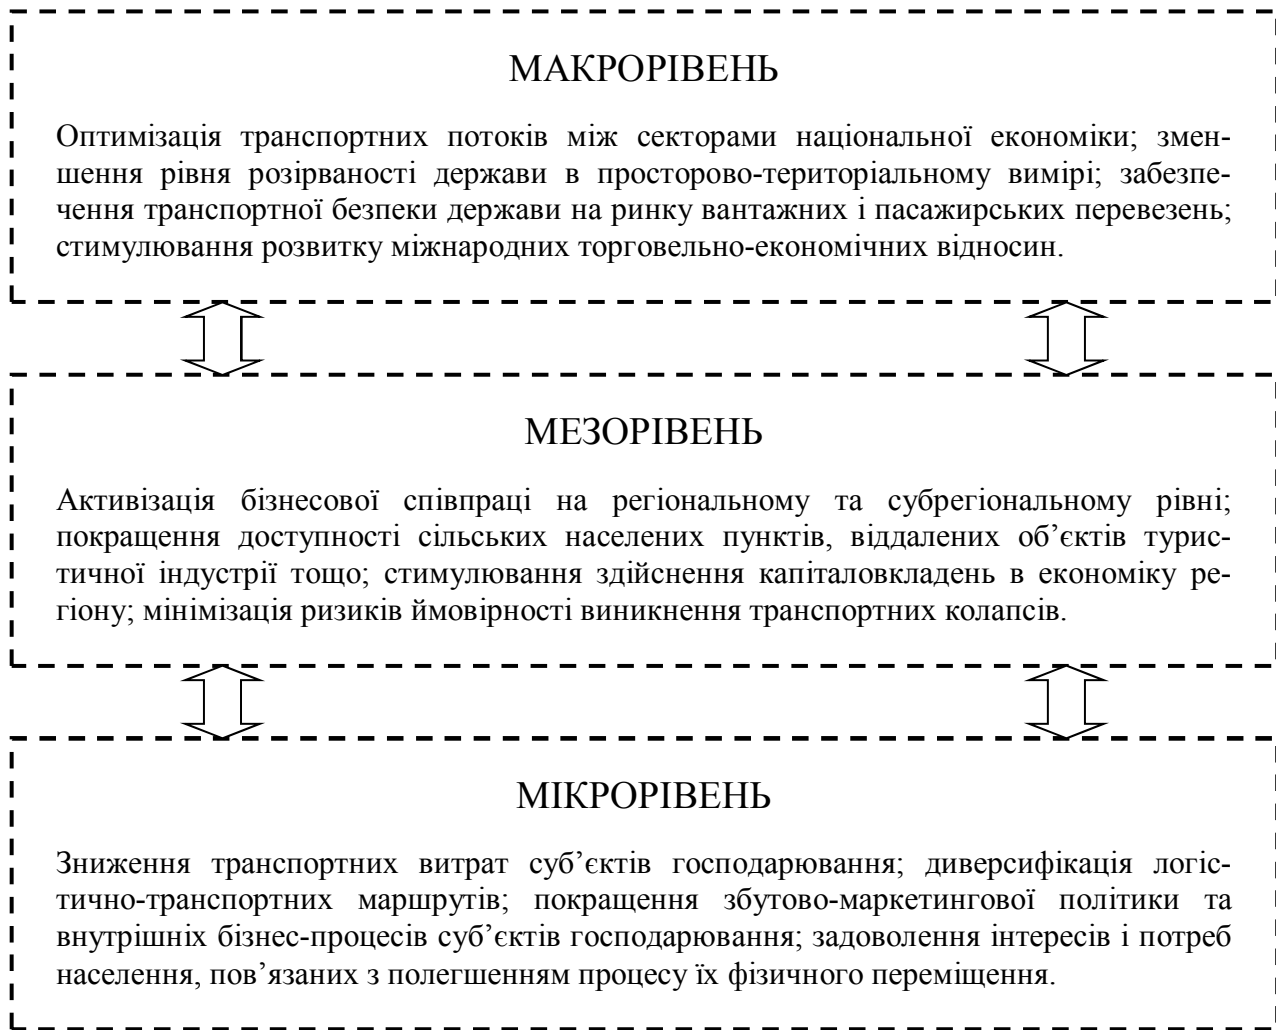 МАКРОРІВЕНЬ
Оптимізація транспортних потоків між секторами національної економіки; змен-
шення рівня розірваності держави в просторово-територіальному вимірі; забезпе-
чення транспортної безпеки держави на ринку вантажних і пасажирських перевезень;
стимулювання розвитку міжнародних торговельно-економічних відносин.
МЕЗОРІВЕНЬ
Активізація бізнесової співпраці на регіональному та субрегіональному рівні;
покращення доступності сільських населених пунктів, віддалених об’єктів турис-
тичної індустрії тощо; стимулювання здійснення капіталовкладень в економіку ре-
гіону; мінімізація ризиків ймовірності виникнення транспортних колапсів.
МІКРОРІВЕНЬ
Зниження транспортних витрат суб’єктів господарювання; диверсифікація логіс-
тично-транспортних маршрутів; покращення збутово-маркетингової політики та
внутрішніх бізнес-процесів суб’єктів господарювання; задоволення інтересів і потреб
населення, пов’язаних з полегшенням процесу їх фізичного переміщення.